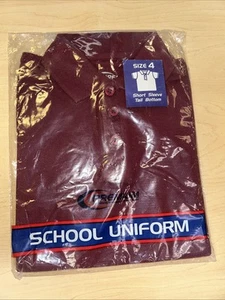 SIZE 4
Short Sleeve
Tail Bottom
SCHOOL UNIFORM